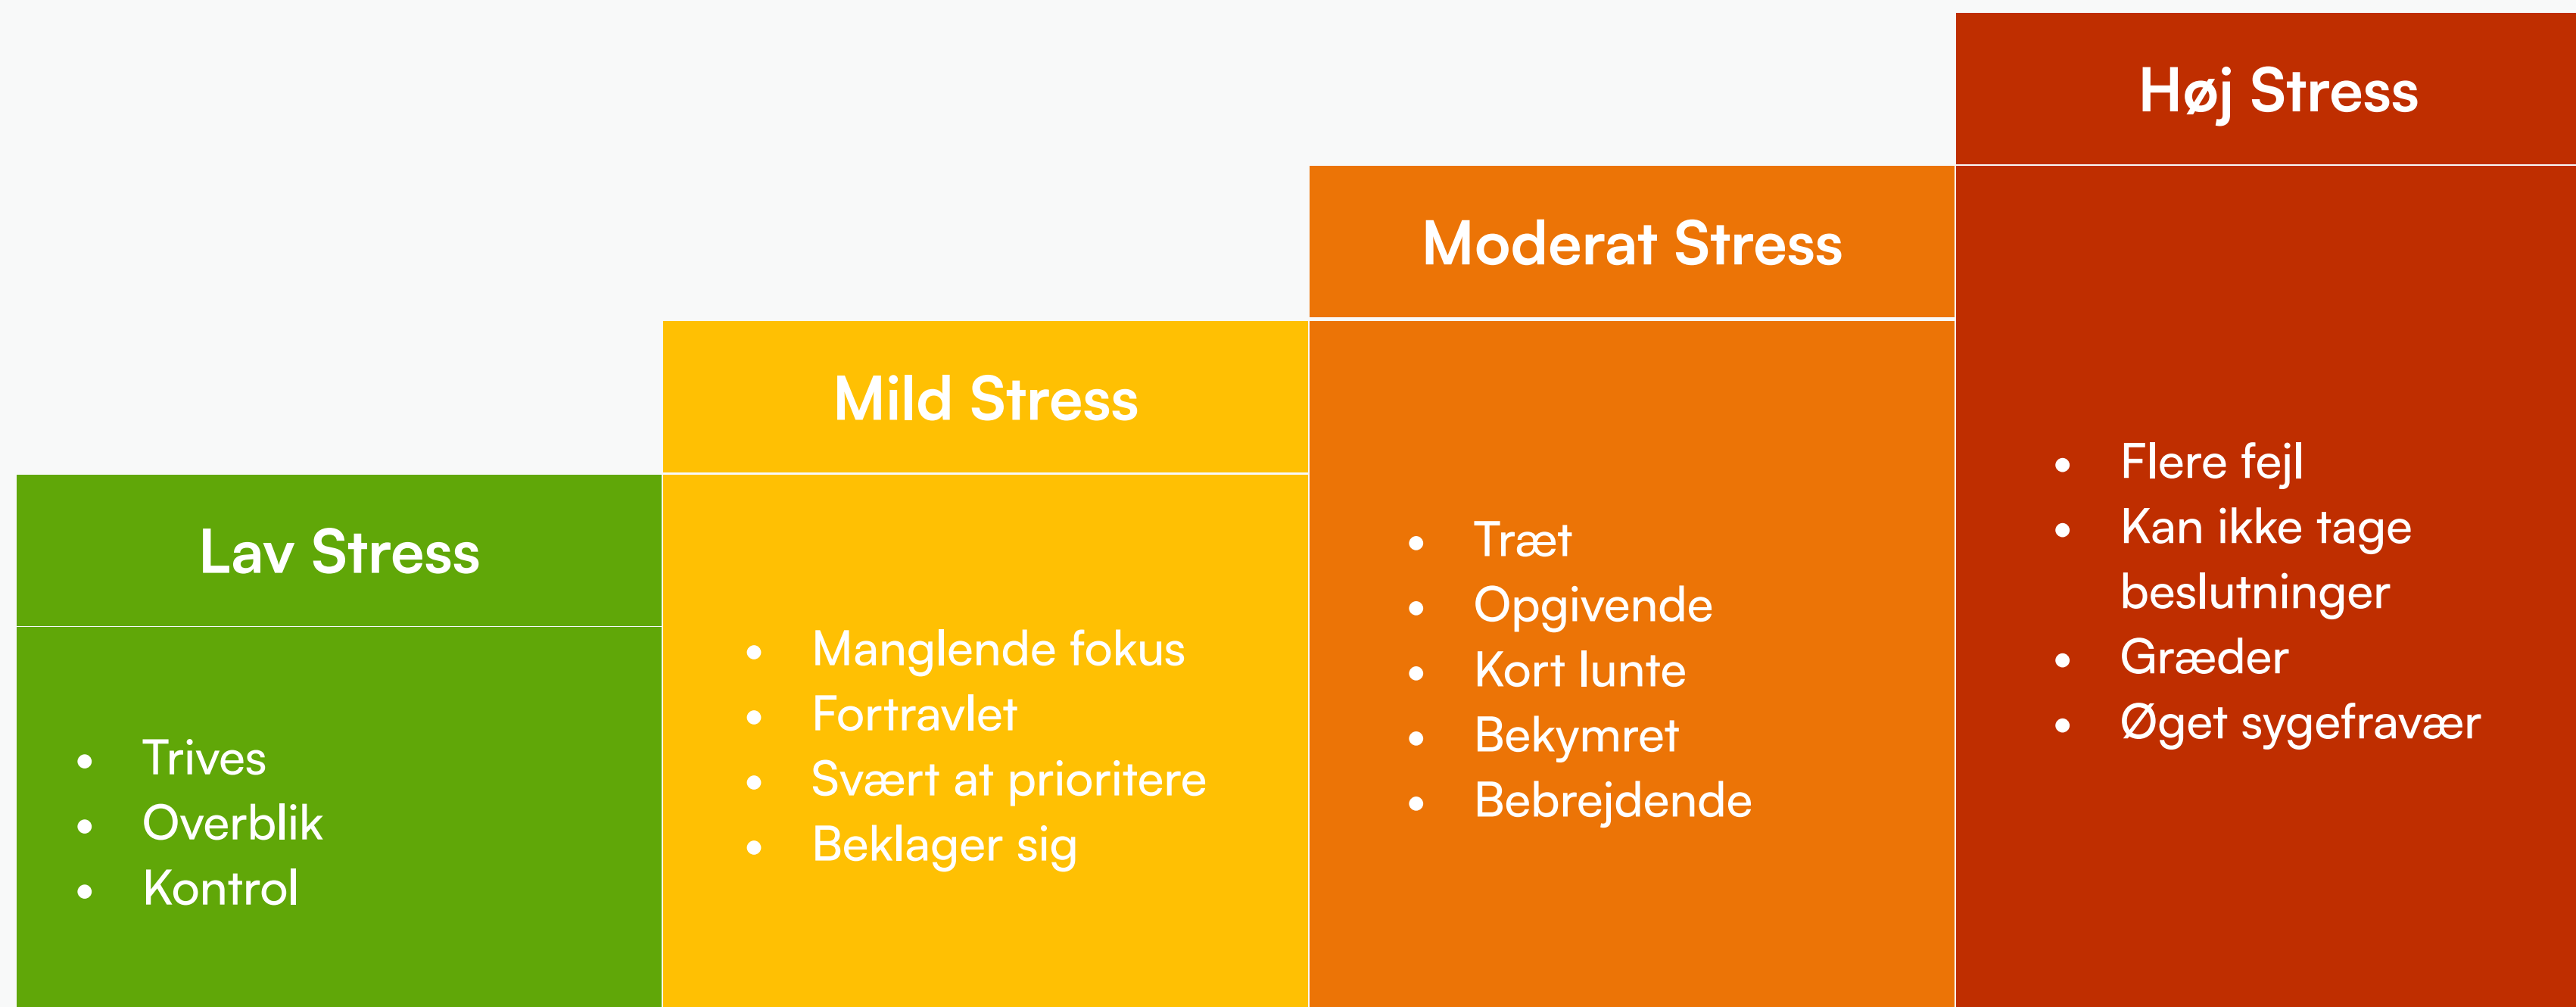 Lav Stress
• Trives
• Overblik
• Kontrol
Mild Stress
• Manglende fokus
• Fortravlet
• Svært at prioritere
• Beklager sig
Moderat Stress
• Træt
• Opgivende
• Kort lunte
• Bekymret
• Bebrejdende
Høj Stress
• Flere fejl
• Kan ikke tage
beslutninger
• Græder
• Øget sygefravær